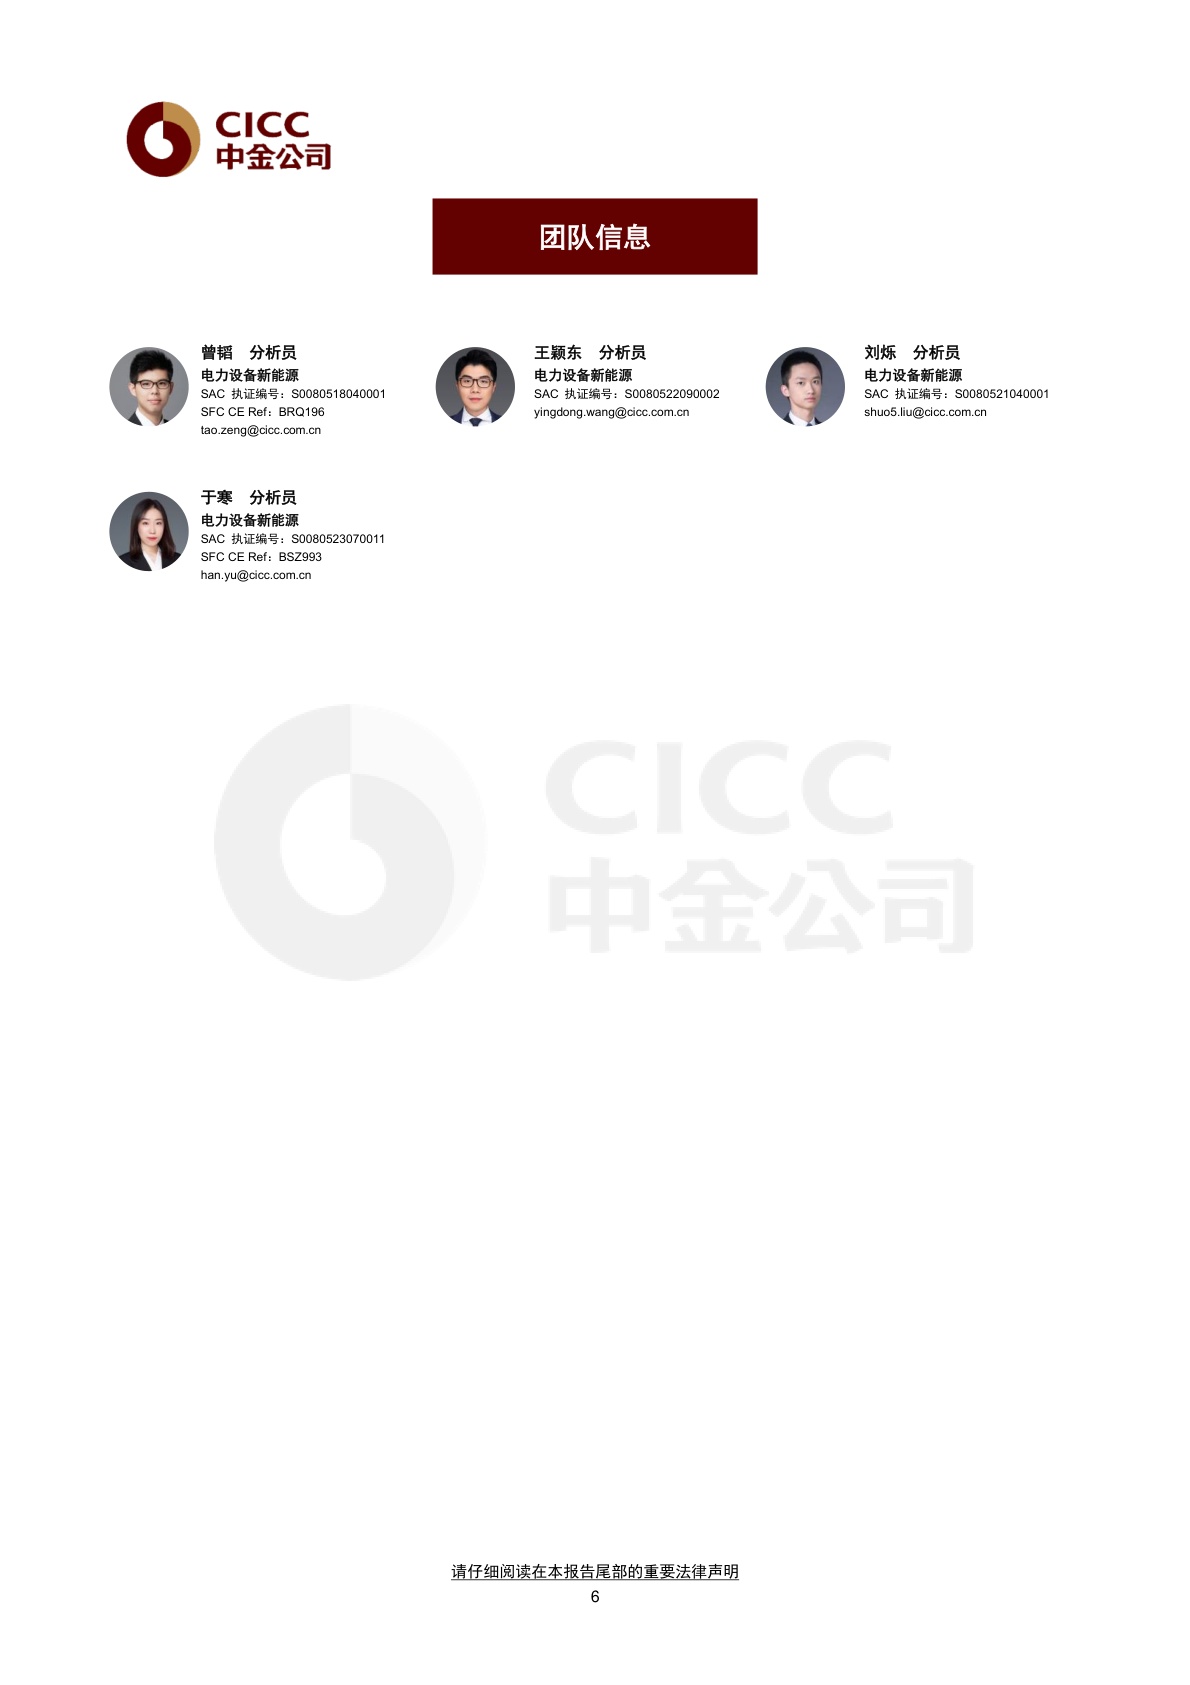 CICC
中金公司
团队信息
曾韬 分析员
电力设备新能源
SAC 执证编号：S0080518040001
SFC CE Ref：BRQ196
tao.zeng@cicc.com.cn
王颖东 分析员
电力设备新能源
SAC 执证编号：S0080522090002
yingdong.wang@cicc.com.cn
刘烁 分析员
电力设备新能源
SAC 执证编号：S0080521040001
shuo5.liu@cicc.com.cn
于寒 分析员
电力设备新能源
SAC 执证编号：S0080523070011
SFC CE Ref：BSZ993
han.yu@cicc.com.cn
CICC
中金公司
请仔细阅读在本报告尾部的重要法律声明
6